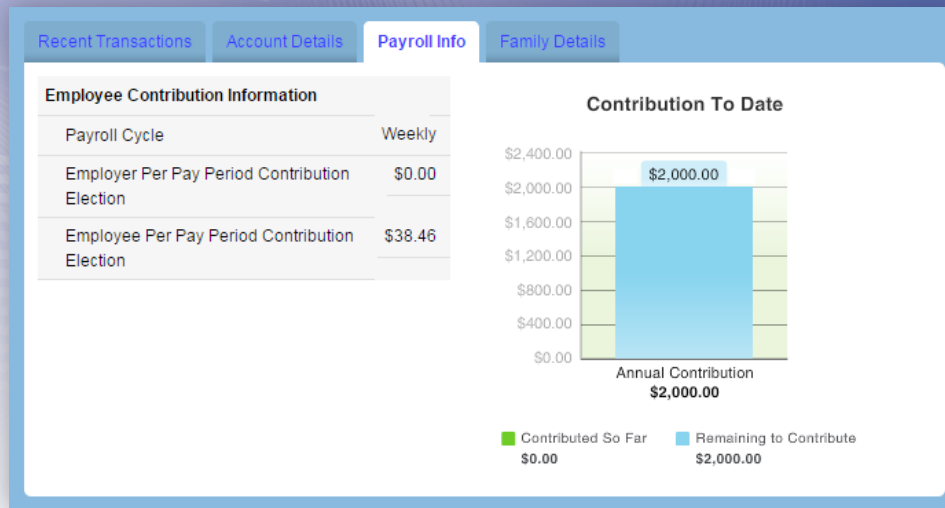 Recent Transactions Account Details Payroll Info Family Details
Employee Contribution Information
Payroll Cycle Weekly
Employer Per Pay Period Contribution $0.00
Election
Employee Per Pay Period Contribution $38.46
Election
Contribution To Date
$2,400.00
$2,000.00
$2,000.00
$1,600.00
$1,200.00
$800.00
$400.00
$0.00
Annual Contribution
$2,000.00
Contributed So Far Remaining to Contribute
$0.00 $2,000.00